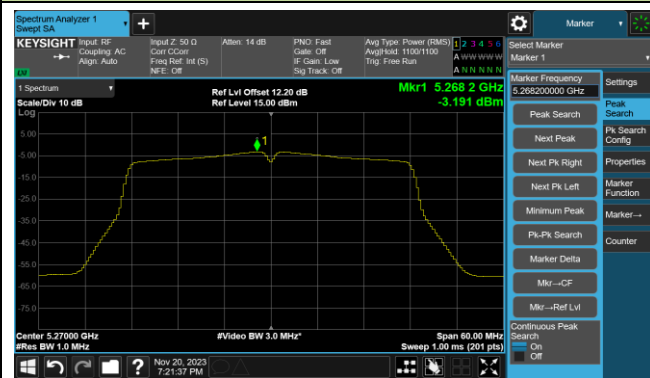 Spectrum Analyzer 1
Swept SA
+
Marker
KEYSIGHT Input: RF Input Z: 50 Ω Atten: 14 dB PNO: Fast Avg Type: Power (RMS) 1 2 3 4 5 6
Coupling: AC Corr CCorr Gate: Off Avg|Hold: 1100/1100 A W W W W W
Align: Auto Freq Ref: Int (S) IF Gain: Low Trig: Free Run
NFE: Off Sig Track: Off A N N N N N
LXI
Select Marker
Marker 1
1 Spectrum
Scale/Div 10 dB
Ref Lvl Offset 12.20 dB
Ref Level 15.00 dBm
Mkr1 5.268 2 GHz
-3.191 dBm
Log
5.00
-5.00
-15.0
-25.0
-35.0
-45.0
-55.0
-65.0
-75.0
1
Center 5.27000 GHz
#Res BW 1.0 MHz
#Video BW 3.0 MHz*
Span 60.00 MHz
Sweep 1.00 ms (201 pts)
Marker Frequency
5.268200000 GHz
Peak Search
Next Peak
Next Pk Right
Next Pk Left
Minimum Peak
Pk-Pk Search
Marker Delta
Mkr→CF
Mkr→Ref Lvl
Continuous Peak
Search
On
Off
Settings
Peak
Search
Pk Search
Config
Properties
Marker
Function
Marker→
Counter
?
Nov 20, 2023
7:21:37 PM